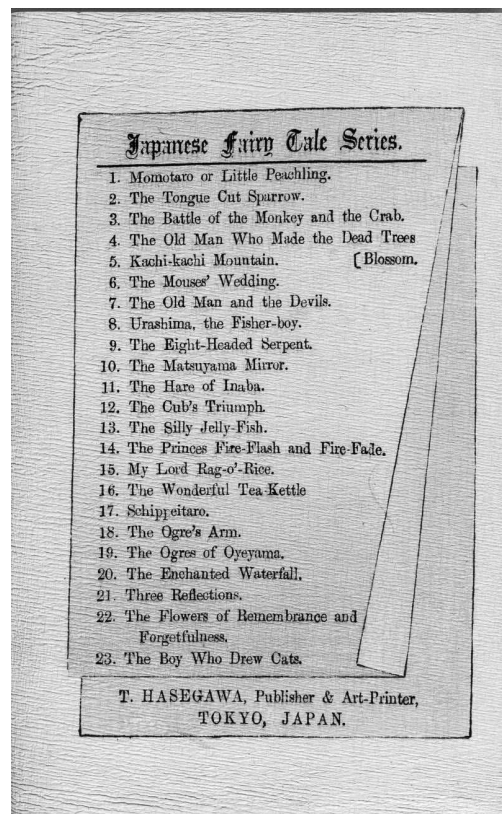 Japanese Fairy Tale Series.
1. Momotaro or Little Peachling.
2. The Tongue Cut Sparrow.
3. The Battle of the Monkey and the Crab.
4. The Old Man Who Made the Dead Trees
5. Kachi-kachi Mountain. [Blossom.
6. The Mouses' Wedding.
7. The Old Man and the Devils.
8. Urashima, the Fisher-boy.
9. The Eight-Headed Serpent.
10. The Matsuyama Mirror.
11. The Hare of Inaba.
12. The Cub's Triumph.
13. The Silly Jelly-Fish.
14. The Princes Fire-Flash and Fire-Fade.
15. My Lord Rag-o'-Rice.
16. The Wonderful Tea-Kettle
17. Schippeitaro.
18. The Ogre's Arm.
19. The Ogres of Oyeyama.
20. The Enchanted Waterfall.
21. Three Reflections.
22. The Flowers of Remembrance and
Forgetfulness.
23. The Boy Who Drew Cats.
T. HASEGAWA, Publisher & Art-Printer,
TOKYO, JAPAN.